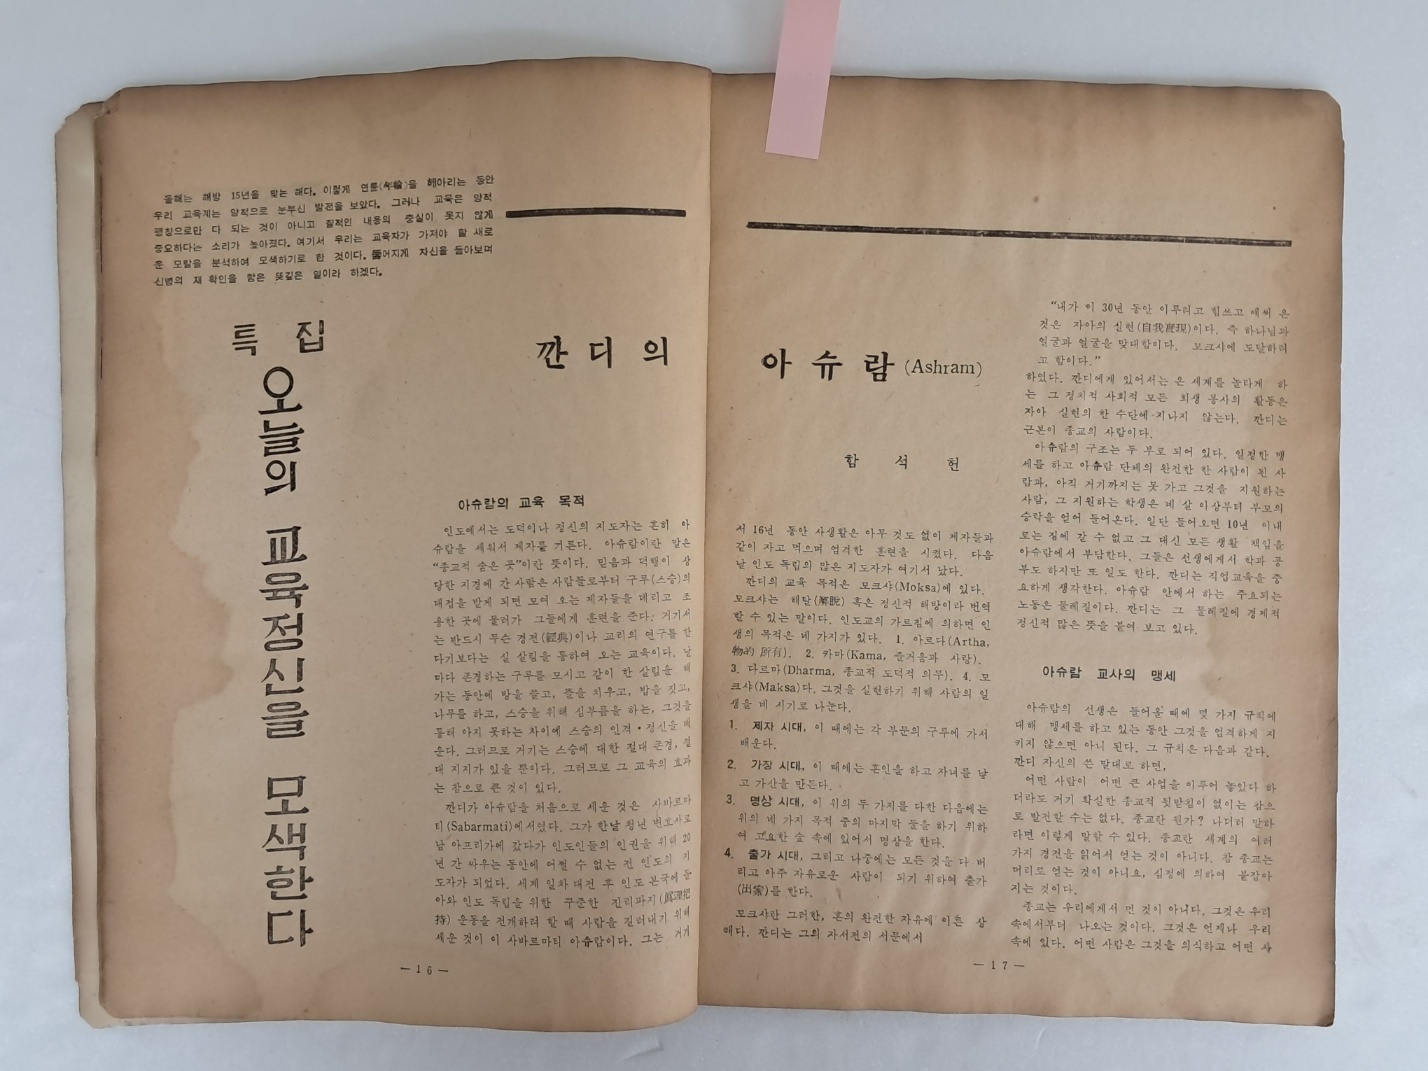 올해는 해방 15년을 맞는 해다. 이렇게 연륜(年輪)을 헤아리는 동안
우리 교육계는 양적으로 눈부신 발전을 보았다. 그러나 교육은 양적
팽창으로만 다 되는 것이 아니고 질적인 내용의 충실이 못지 않게
중요하다는 소리가 높아졌다. 여기서 우리는 교육자가 가져야 할 새로
운 모랄을 분석하여 모색하기로 한 것이다. 뚫어지게 자신을 돌아보며
신념의 재 확인을 함은 뜻깊은 일이라 하겠다.
특집
오늘의 교육정신을 모색한다
깐디의
아슈람의 교육 목적
인도에서는 도덕이나 정신의 지도자는 흔히 아
슈람을 세워서 제자를 기른다. 아슈람이란 말은
“종교적 숨은 곳”이란 뜻이다. 믿음과 덕행이 상
당한 지경에 간 사람은 사람들로부터 구루(스승)의
대접을 받게 되면 모여 오는 제자들을 데리고 조
용한 곳에 물러가 그들에게 훈련을 준다. 거기서
는 반드시 무슨 경전(經典)이나 교리의 연구를 한
다기보다는 실 살림을 통하여 오는 교육이다. 날
마다 존경하는 구루를 모시고 같이 한 살림을 해
가는 동안에 방을 쓸고, 뜰을 치우고, 밥을 짓고,
나무를 하고, 스승을 위해 심부름을 하는, 그것을
통해 아지 못하는 차이에 스승의 인격·정신을 배
운다. 그러므로 거기는 스승에 대한 절대 존경, 절
대 지지가 있을 뿐이다. 그러므로 그 교육의 효과
는 참으로 큰 것이 있다.
깐디가 아슈람을 처음으로 세운 것은 사바르마
티(Sabarmati)에서였다. 그가 한낱 청년 변호사로
남 아프리카에 갔다가 인도인들의 인권을 위해 20
년 간 싸우는 동안에 어쩔 수 없는 전 인도의 지
도자가 되었다. 세계 일차 대전 후 인도 본국에 돌
아와 인도 독립을 위한 꾸준한 진리파지(眞理把
持) 운동을 전개하려 할 때 사람을 길러내기 위해
세운 것이 이 사바르마티 아슈람이다. 그는 거기
—16—
아슈람(Ashram)
함석헌
서 16년 동안 사생활은 아무 것도 없이 제자들과
같이 자고 먹으며 엄격한 훈련을 시켰다. 다음
날 인도 독립의 많은 지도자가 여기서 났다.
깐디의 교육 목적은 모크샤(Moksa)에 있다.
모크샤는 해탈(解脫) 혹은 정신적 해방이라 번역
할 수 있는 말이다. 인도교의 가르침에 의하면 인
생의 목적은 네 가지가 있다. 1. 아르다(Artha,
物的 所有). 2. 카마(Kama, 즐거움과 사랑).
3. 다르마(Dharma, 종교적 도덕적 의무). 4. 모
크샤(Maksa)다. 그것을 실현하기 위해 사람의 일
생을 네 시기로 나눈다.
1. 제자 시대, 이 때에는 각 부문의 구루에 가서
배운다.
2. 가장 시대, 이 때에는 혼인을 하고 자녀를 낳
고 가산을 만든다.
3. 명상 시대, 이 위의 두 가지를 다한 다음에는
위의 네 가지 목적 중의 마지막 둘을 하기 위하
여 고요한 숲 속에 있어서 명상을 한다.
4. 출가 시대, 그리고 나중에는 모든 것을 다 버
리고 아주 자유로운 사람이 되기 위하여 출가
(出家)를 한다.
모크샤란 그러한, 혼의 완전한 자유에 이른 상
태다. 깐디는 그의 자서전의 서문에서
“내가 이 30년 동안 이루려고 힘쓰고 애써 온
것은 자아의 실현(自我實現)이다. 즉 하나님과
얼굴과 얼굴을 맞대함이다. 모크샤에 도달하려
고 함이다.”
하였다. 깐디에게 있어서는 온 세계를 놀라게 하
는 그 정치적 사회적 모든 희생 봉사의 활동은
자아 실현의 한 수단에 지나지 않는다. 깐디는
근본이 종교의 사람이다.
아슈람의 구조는 두 부로 되어 있다. 일정한 맹
세를 하고 아슈람 단체의 완전한 한 사람이 된 사
람과, 아직 거기까지는 못 가고 그것을 지원하는
사람, 그 지원하는 학생은 네 살 이상부터 부모의
승락을 얻어 들어온다. 일단 들어오면 10년 이내
로는 집에 갈 수 없고 그 대신 모든 생활 책임을
아슈람에서 부담한다. 그들은 선생에게서 학과 공
부도 하지만 또 일도 한다. 깐디는 직업교육을 중
요하게 생각한다. 아슈람 안에서 하는 주요되는
노동은 물레질이다. 깐디는 그 물레질에 경제적
정신적 많은 뜻을 붙여 보고 있다.
아슈람 교사의 맹세
아슈람의 선생은 들어올 때에 몇 가지 규칙에
대해 맹세를 하고 있는 동안 그것을 엄격하게 지
키지 않으면 아니 된다. 그 규칙은 다음과 같다.
깐디 자신의 쓴 말대로 하면,
어떤 사람이 어떤 큰 사업을 이루어 놓았다 하
더라도 거기 확실한 종교적 뒷받침이 없이는 참으
로 발전할 수는 없다. 종교란 뭔가? 나더러 말하
라면 이렇게 말할 수 있다. 종교란 세계의 여러
가지 경전을 읽어서 얻는 것이 아니다. 참 종교는
머리로 얻는 것이 아니요, 심정에 의하여 붙잡아
지는 것이다.
종교는 우리에게서 먼 것이 아니다. 그것은 우리
속에서부터 나오는 것이다. 그것은 언제나 우리
속에 있다. 어떤 사람은 그것을 의식하고 어떤 사
—17—